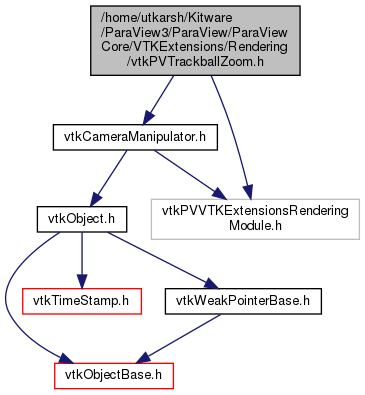 /home/utkarsh/Kitware
/ParaView3/ParaView/ParaView
Core/VTKExtensions/Rendering
/vtkPVTrackballZoom.h
vtkCameraManipulator.h
vtkPVVTKExtensionsRendering
Module.h
vtkObject.h
vtkTimeStamp.h
vtkWeakPointerBase.h
vtkObjectBase.h